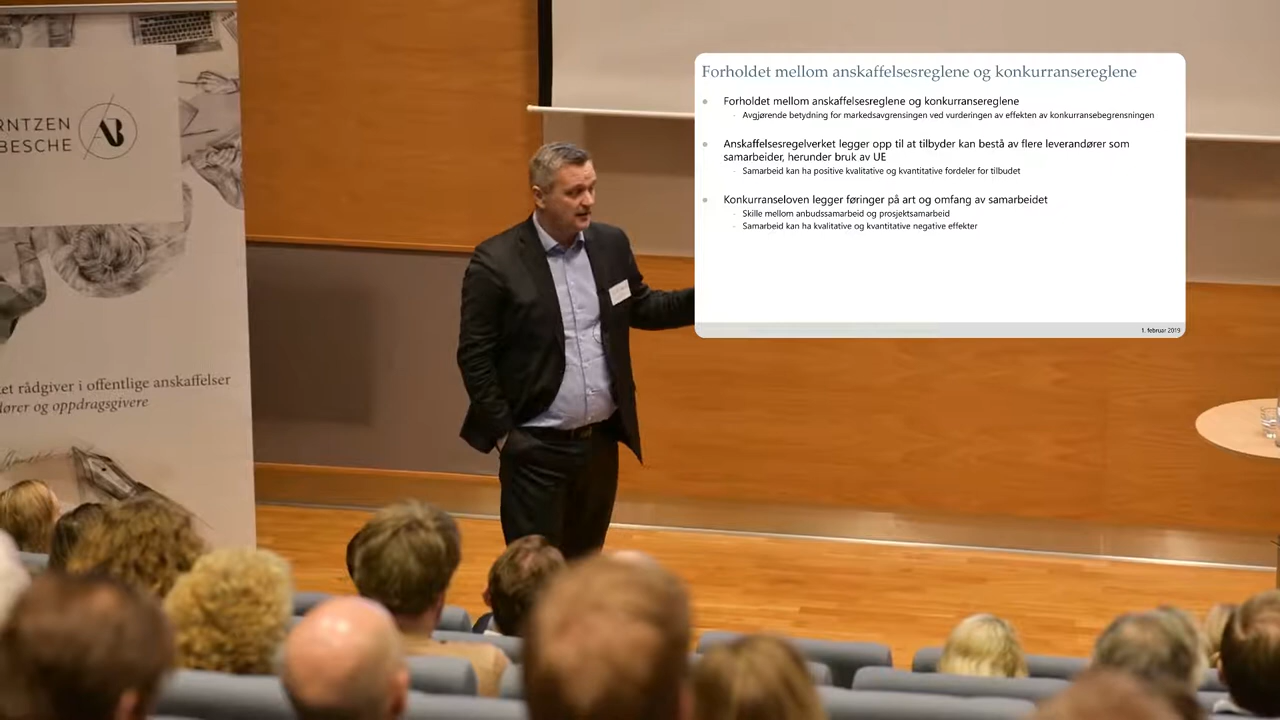 RNTZEN
BESCHE
AB
et rådgiver i offentlige anskaffelser
ører og oppdragsgivere
Forholdet mellom anskaffelsesreglene og konkurransereglene
Forholdet mellom anskaffelsesreglene og konkurransereglene
Avgjørende betydning for markedsavgrensingen ved vurderingen av effekten av konkurransebegrensningen
Anskaffelsesregelverket legger opp til at tilbyder kan bestå av flere leverandører som
samarbeider, herunder bruk av UE
Samarbeid kan ha positive kvalitative og kvantitative fordeler for tilbudet
Konkurranseloven legger føringer på art og omfang av samarbeidet
Skille mellom anbudssamarbeid og prosjektsamarbeid
Samarbeid kan ha kvalitative og kvantitative negative effekter
1. februar 2019